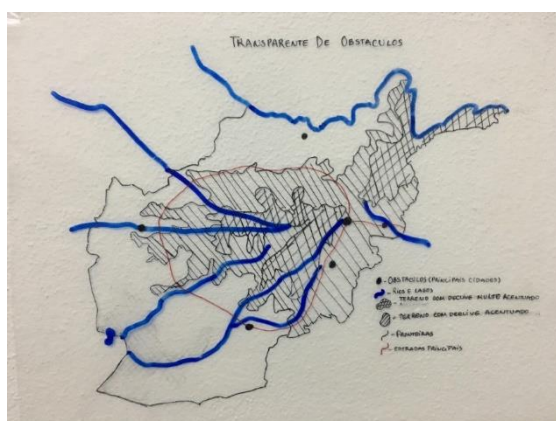 TRANSPARENTE DE OBSTACULOS
- OBSTACULOS (PRINCIPAIS CIDADES)
- RIOS E LAGOS
- TERRENO COM DECLIVE MUITO ACENTUADO
- TERRENO COM DECLIVE ACENTUADO
- FRONTEIRAS
- ESTRADAS PRINCIPAIS